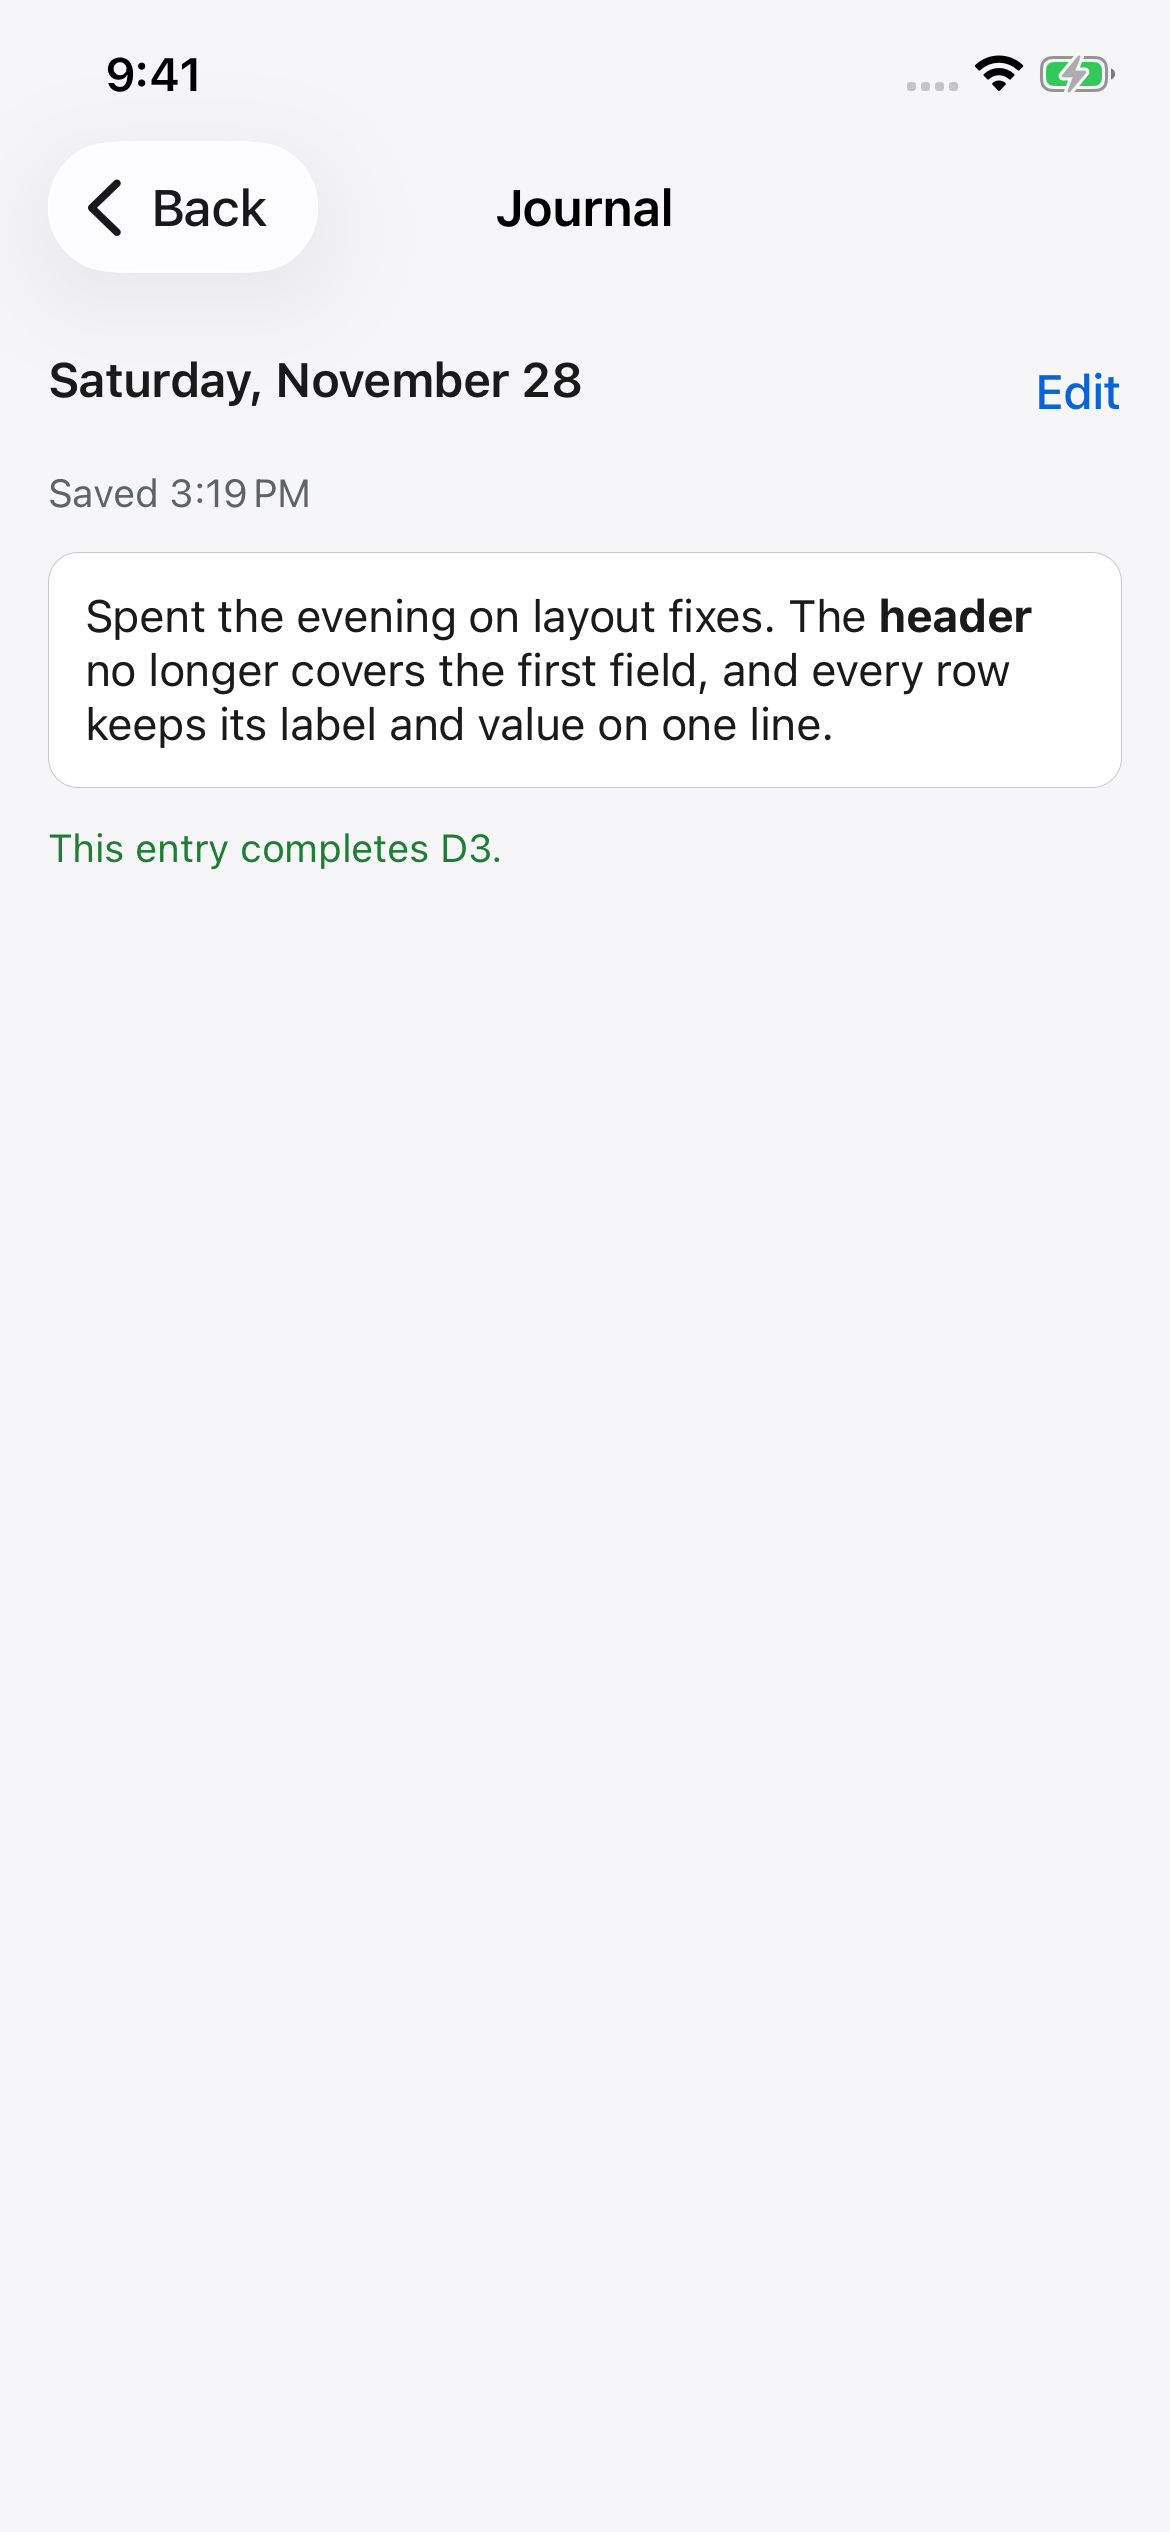 9:41
Back
Journal
Saturday, November 28
Edit
Saved 3:19 PM
Spent the evening on layout fixes. The header
no longer covers the first field, and every row
keeps its label and value on one line.
This entry completes D3.